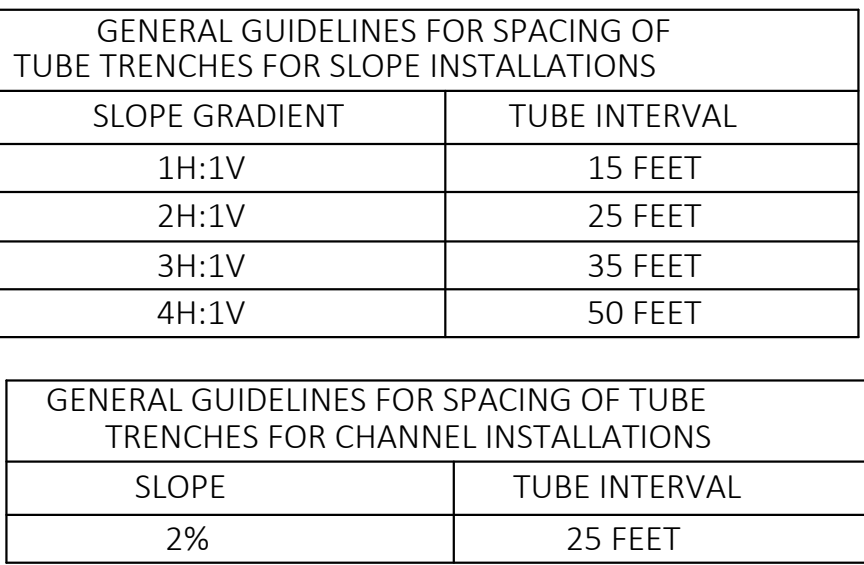 GENERAL GUIDELINES FOR SPACING OF
TUBE TRENCHES FOR SLOPE INSTALLATIONS
SLOPE GRADIENT TUBE INTERVAL
1H:1V 15 FEET
2H:1V 25 FEET
3H:1V 35 FEET
4H:1V 50 FEET
GENERAL GUIDELINES FOR SPACING OF TUBE
TRENCHES FOR CHANNEL INSTALLATIONS
SLOPE TUBE INTERVAL
2% 25 FEET